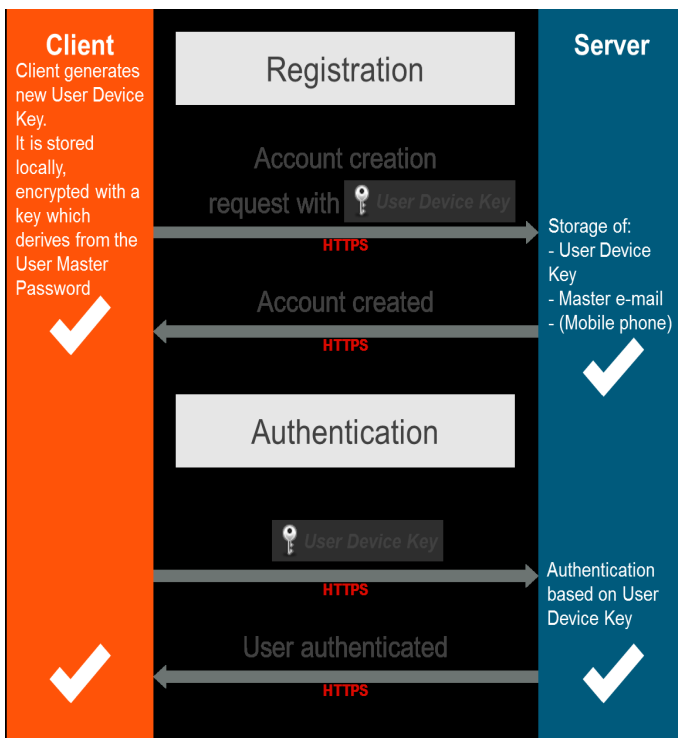 Client
Client generates
new User Device
Key.
It is stored
locally,
encrypted with a
key which
derives from the
User Master
Password
Registration
Account creation
request with User Device Key
HTTPS
Account created
HTTPS
Authentication
User Device Key
HTTPS
User authenticated
HTTPS
Server
Storage of:
- User Device
Key
- Master e-mail
- (Mobile phone)
Authentication
based on User
Device Key